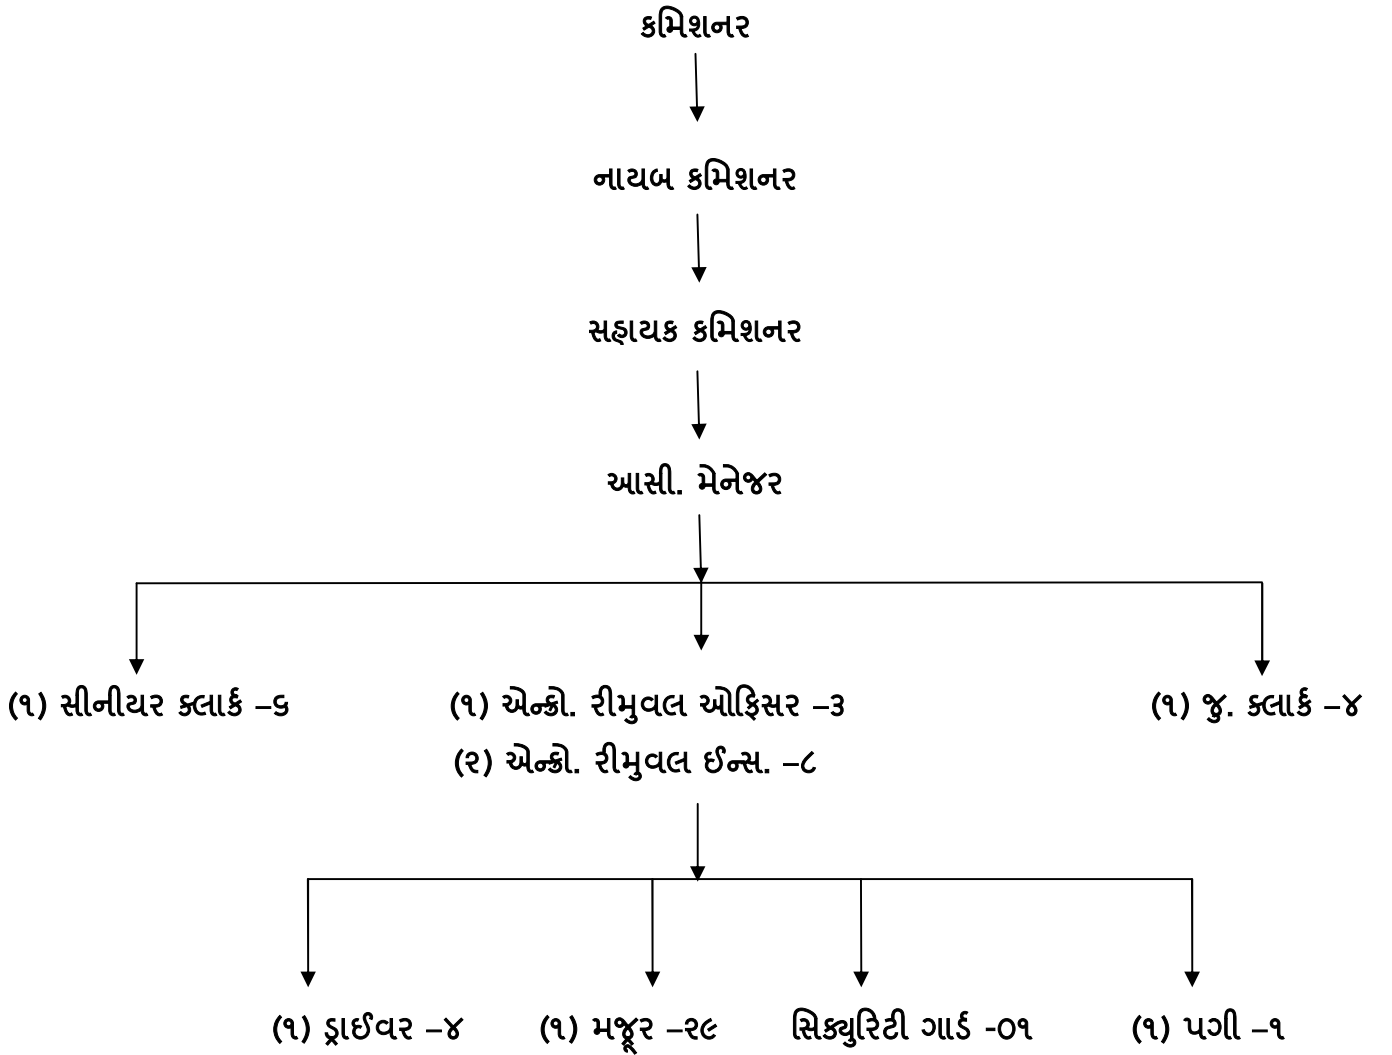 કમિશનર
નાયબ કમિશનર
સહાયક કમિશનર
આસી. મેનેજર
(૧) સીનીયર ક્લાર્ક –૬
(૧) એન્ક્રો. રીમુવલ ઓફિસર –૩
(૧) જુ. ક્લાર્ક –૪
(૨) એન્ક્રો. રીમુવલ ઈન્સ. –૮
(૧) ડ્રાઈવર –૪
(૧) મજૂર –૨૯
સિક્યુરિટી ગાર્ડ -૦૧
(૧) પગી –૧